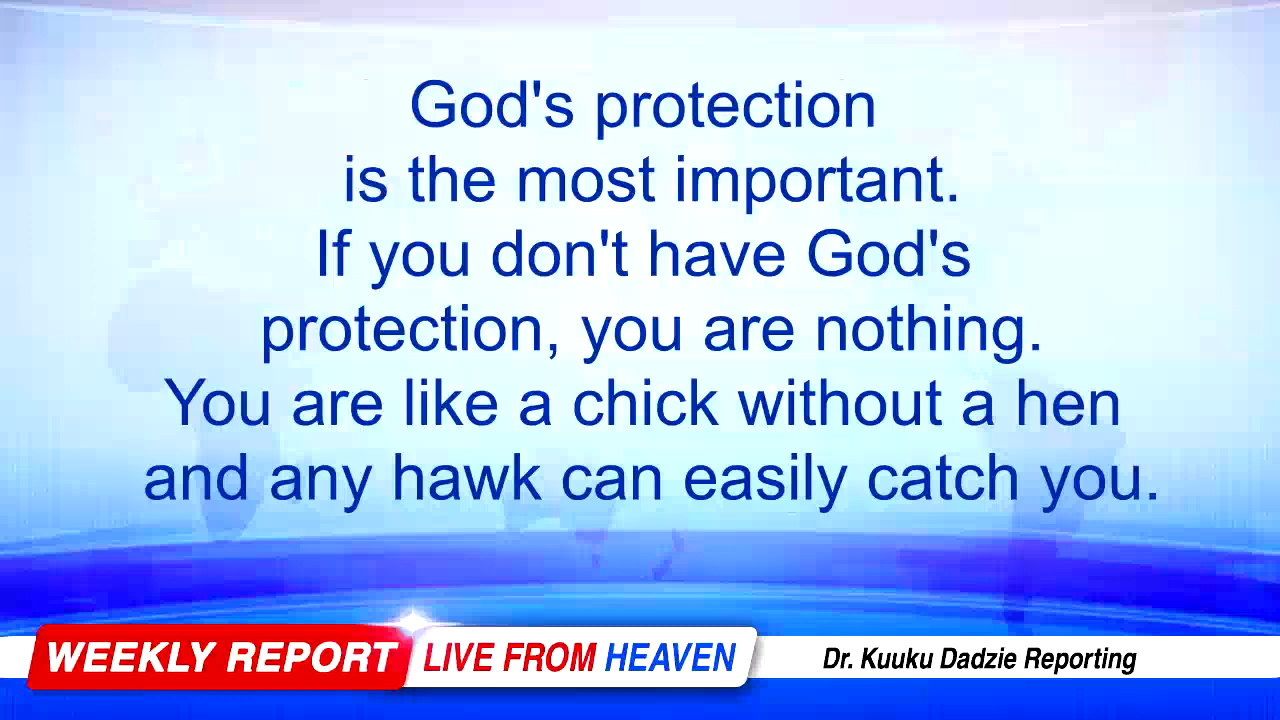 God's protection
is the most important.
If you don't have God's
protection, you are nothing.
You are like a chick without a hen
and any hawk can easily catch you.
WEEKLY REPORT LIVE FROM HEAVEN Dr. Kuuku Dadzie Reporting